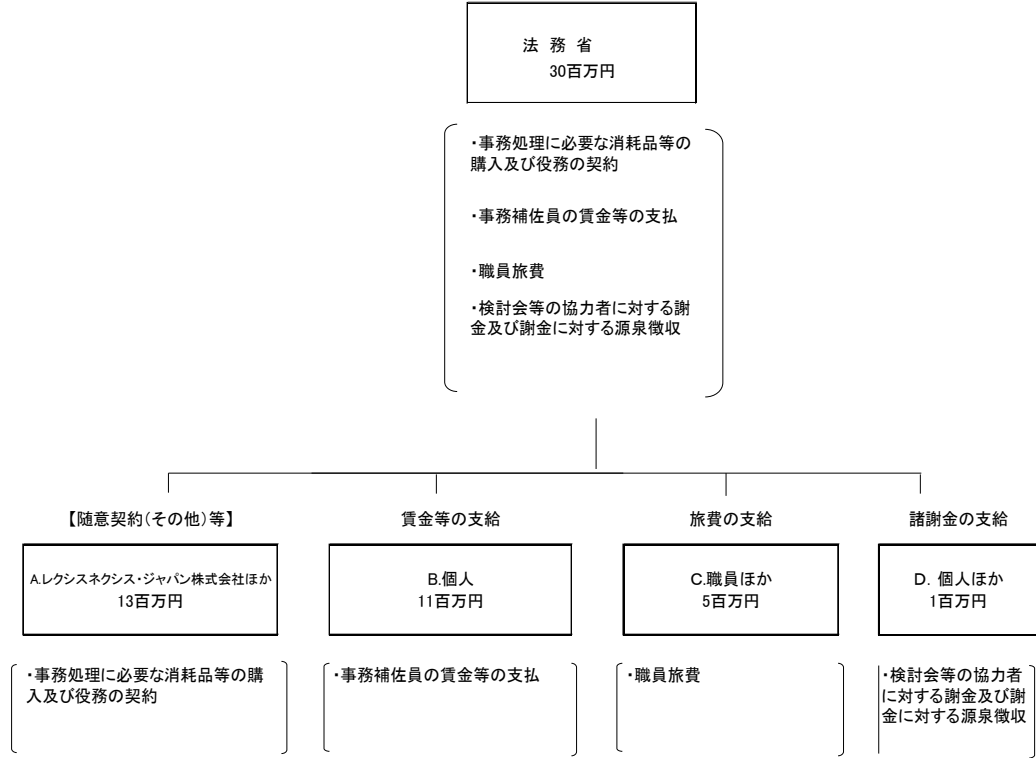 法 務 省
30百万円
・事務処理に必要な消耗品等の
購入及び役務の契約
・事務補佐員の賃金等の支払
・職員旅費
・検討会等の協力者に対する謝
金及び謝金に対する源泉徴収
【随意契約(その他)等】
A.レクシスネクシス・ジャパン株式会社ほか
13百万円
・事務処理に必要な消耗品等の購
入及び役務の契約
賃金等の支給
B.個人
11百万円
・事務補佐員の賃金等の支払
旅費の支給
C.職員ほか
5百万円
・職員旅費
諸謝金の支給
D. 個人ほか
1百万円
・検討会等の協力者
に対する謝金及び謝
金に対する源泉徴収